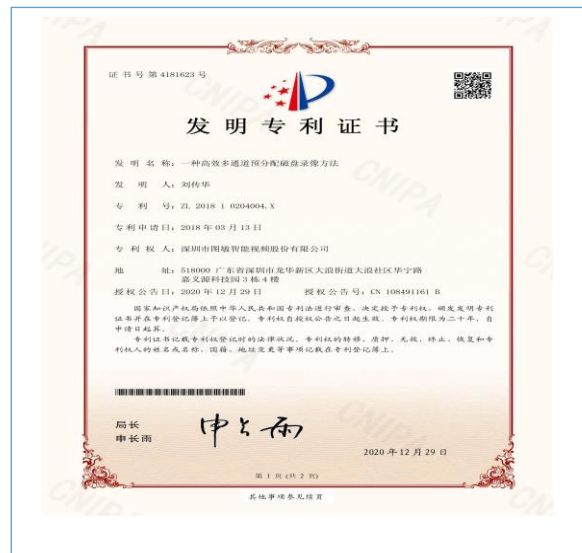 证书号第4181623号
发明专利证书
发明名称：一种高效多通道预分配磁盘录像方法
发明人：刘传华
专利号：ZL 2018 1 0204004.X
专利申请日：2018年03月13日
专利权人：深圳市图敏智能视频股份有限公司
地址：518000 广东省深圳市龙华新区大浪街道大浪社区华宁路
嘉义源科技园3栋4楼
授权公告日：2020年12月29日 授权公告号：CN 108491161 B
国家知识产权局依照中华人民共和国专利法进行审查，决定授予专利权，颁发发明专利
证书并在专利登记簿上予以登记。专利权自授权公告之日起生效。专利权期限为二十年，自
申请日起算。
专利证书记载专利权登记时的法律状况。专利权的转移、质押、无效、终止、恢复和专
利权人的姓名或名称、国籍、地址变更等事项记载在专利登记簿上。
局长
申长雨
申长雨
2020年12月29日
第 1 页 (共 2 页)
其他事项参见续页
CNIPA
CNIPA
CNIPA
CNIPA